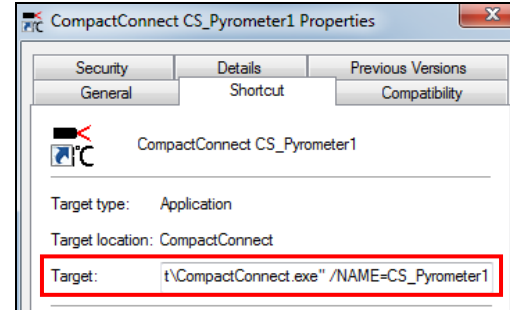 CompactConnect CS_Pyrometer1 Properties
Security Details Previous Versions
General Shortcut Compatibility
°C CompactConnect CS_Pyrometer1
Target type: Application
Target location: CompactConnect
Target: t\CompactConnect.exe" /NAME=CS_Pyrometer1